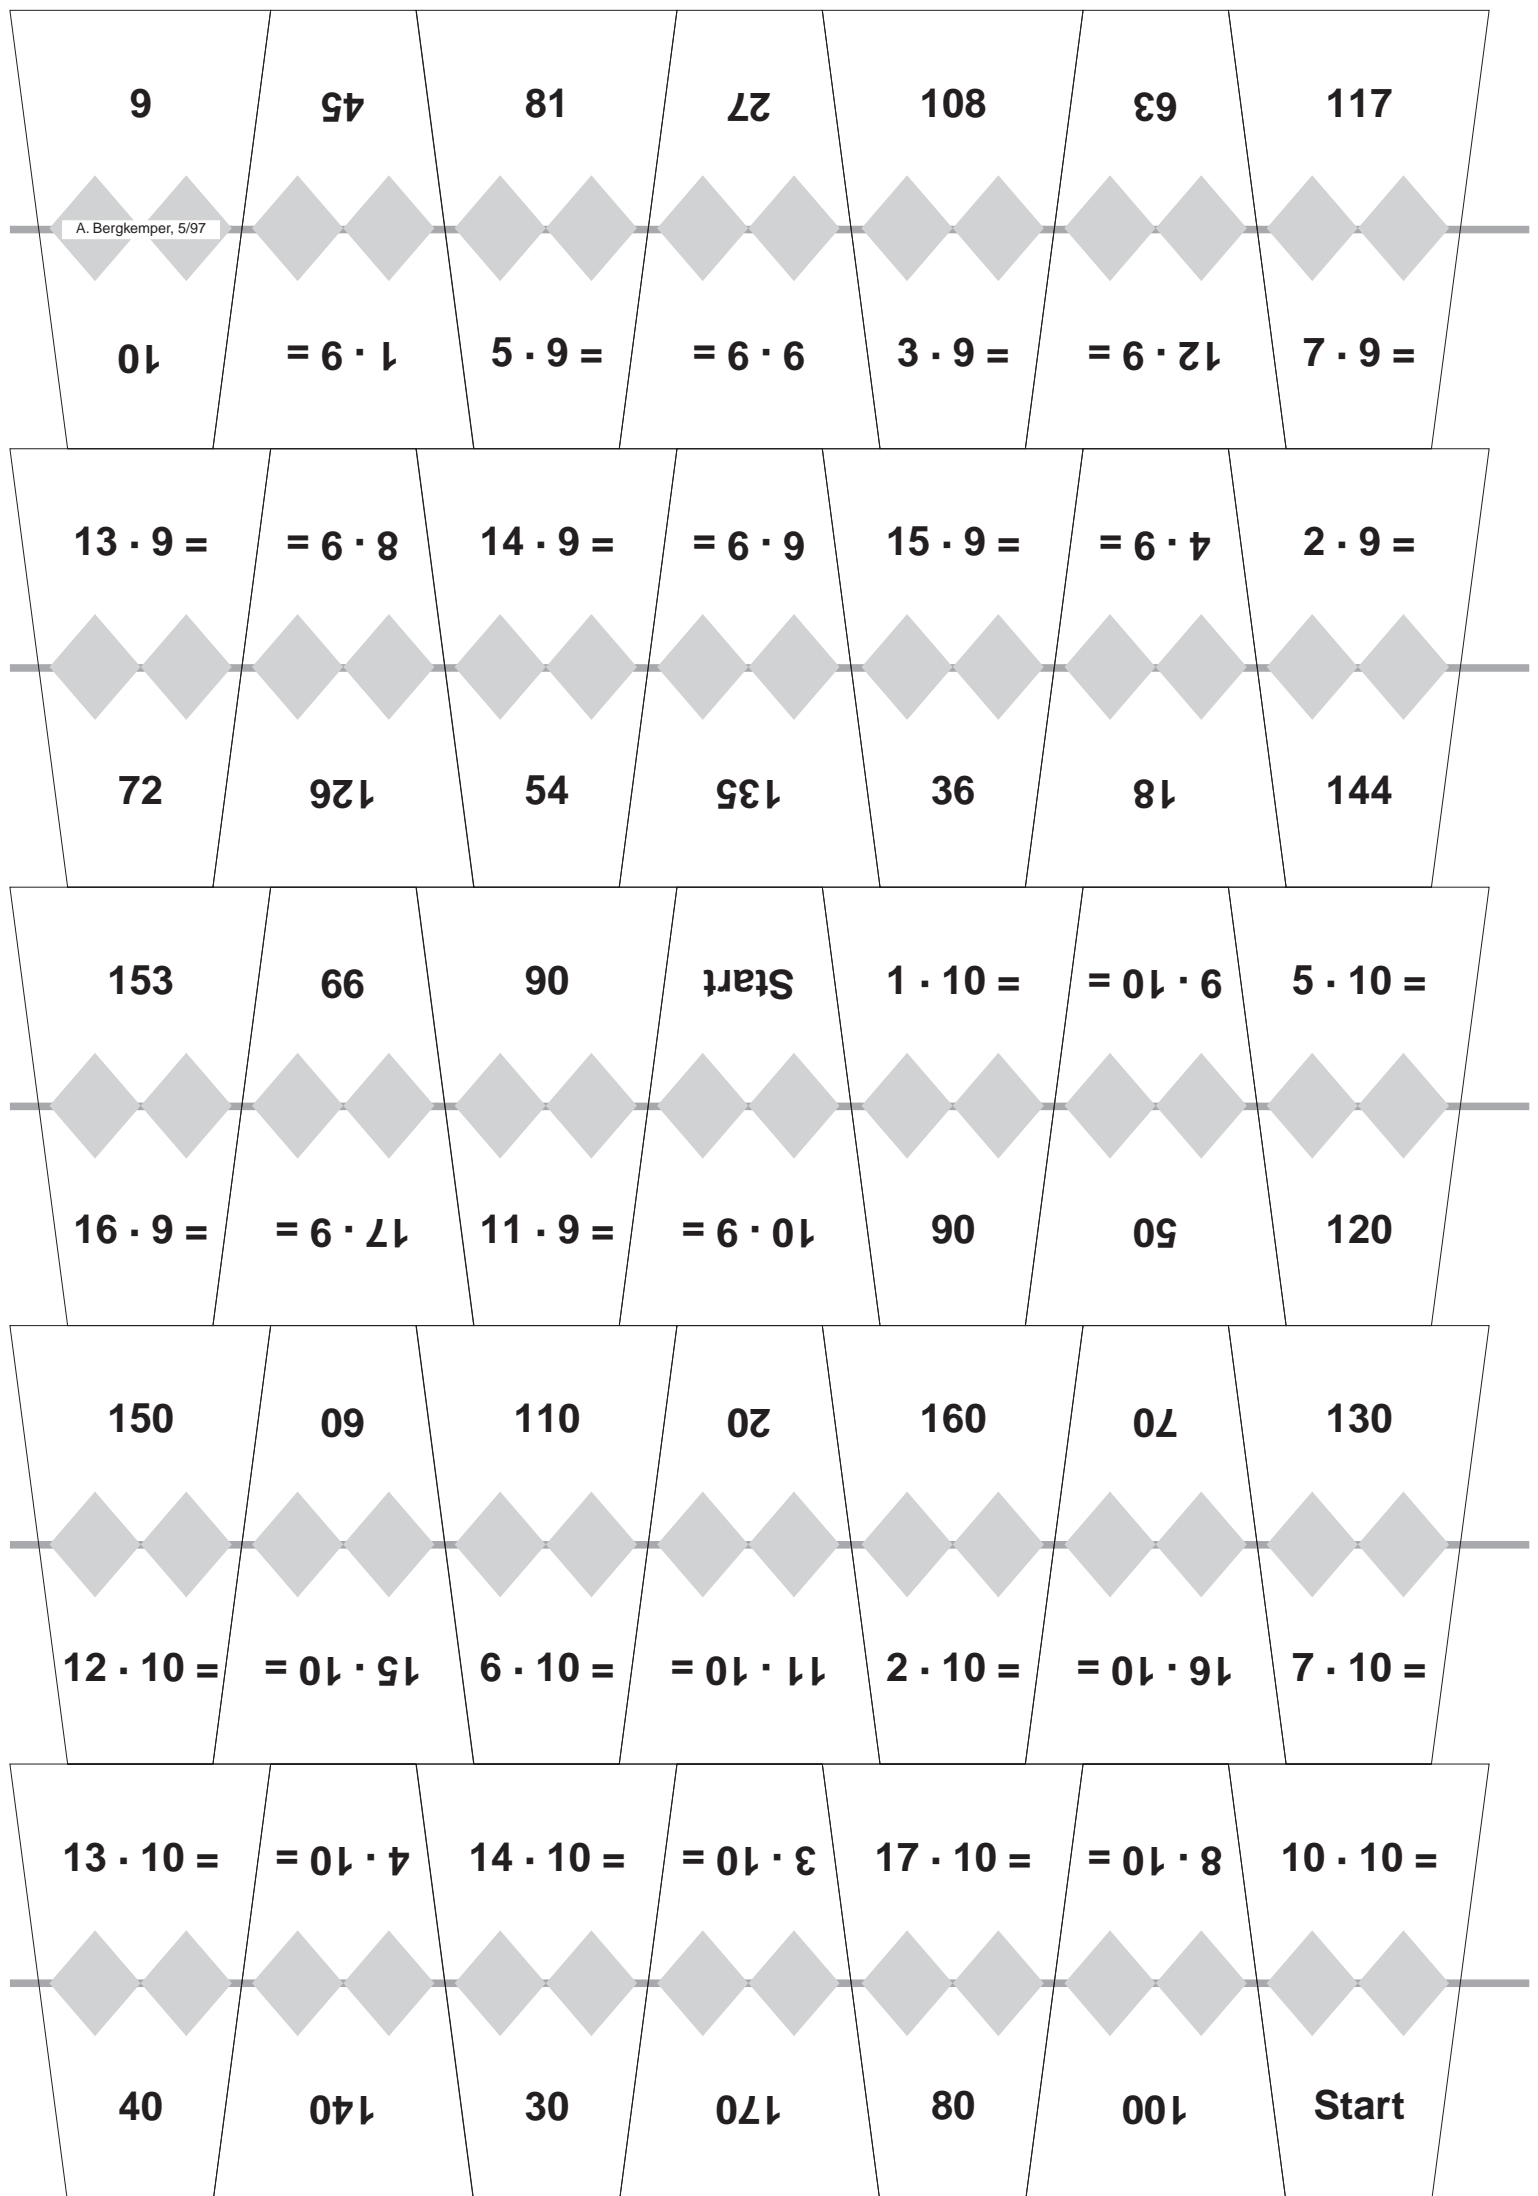 9 45 81 27 108 63 117
A. Bergkemper, 5/97
10 1 · 9 = 5 · 9 = 9 · 9 = 3 · 9 = 12 · 9 = 7 · 9 =
13 · 9 = 8 · 9 = 14 · 9 = 6 · 9 = 15 · 9 = 4 · 9 = 2 · 9 =
72 126 54 135 36 18 144
153 99 90 Start 1 · 10 = 9 · 10 = 5 · 10 =
16 · 9 = 17 · 9 = 11 · 9 = 10 · 9 = 90 50 120
150 60 110 20 160 70 130
12 · 10 = 15 · 10 = 6 · 10 = 11 · 10 = 2 · 10 = 16 · 10 = 7 · 10 =
13 · 10 = 4 · 10 = 14 · 10 = 3 · 10 = 17 · 10 = 8 · 10 = 10 · 10 =
40 140 30 170 80 100 Start